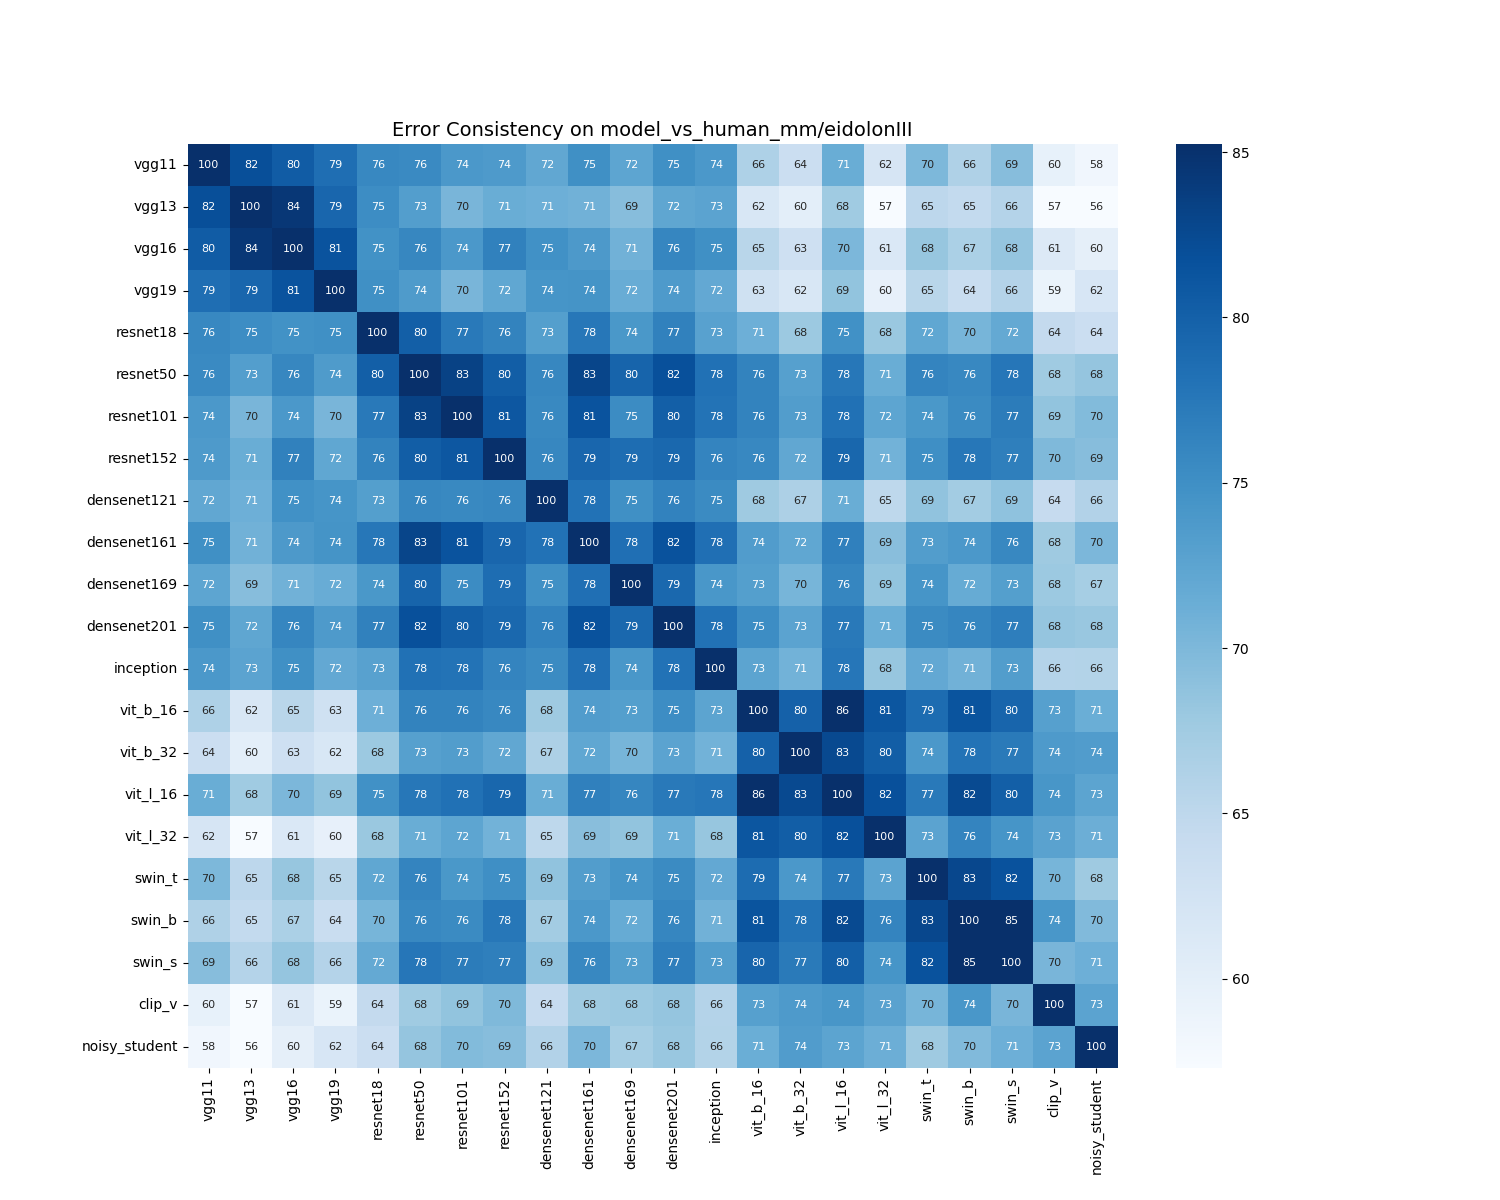 Error Consistency on model_vs_human_mm/eidolonIII
vgg11 100 82 80 79 76 76 74 74 72 75 72 75 74 66 64 71 62 70 66 69 60 58
vgg13 82 100 84 79 75 73 70 71 71 71 69 72 73 62 60 68 57 65 65 66 57 56
vgg16 80 84 100 81 75 76 74 77 75 74 71 76 75 65 63 70 61 68 67 68 61 60
vgg19 79 79 81 100 75 74 70 72 74 74 72 74 72 63 62 69 60 65 64 66 59 62
resnet18 76 75 75 75 100 80 77 76 73 78 74 77 73 71 68 75 68 72 70 72 64 64
resnet50 76 73 76 74 80 100 83 80 76 83 80 82 78 76 73 78 71 76 76 78 68 68
resnet101 74 70 74 70 77 83 100 81 76 81 75 80 78 76 73 78 72 74 76 77 69 70
resnet152 74 71 77 72 76 80 81 100 76 79 79 79 76 76 72 79 71 75 78 77 70 69
densenet121 72 71 75 74 73 76 76 76 100 78 75 76 75 68 67 71 65 69 67 69 64 66
densenet161 75 71 74 74 78 83 81 79 78 100 78 82 78 74 72 77 69 73 74 76 68 70
densenet169 72 69 71 72 74 80 75 79 75 78 100 79 74 73 70 76 69 74 72 73 68 67
densenet201 75 72 76 74 77 82 80 79 76 82 79 100 78 75 73 77 71 75 76 77 68 68
inception 74 73 75 72 73 78 78 76 75 78 74 78 100 73 71 78 68 72 71 73 66 66
vit_b_16 66 62 65 63 71 76 76 76 68 74 73 75 73 100 80 86 81 79 81 80 73 71
vit_b_32 64 60 63 62 68 73 73 72 67 72 70 73 71 80 100 83 80 74 78 77 74 74
vit_l_16 71 68 70 69 75 78 78 79 71 77 76 77 78 86 83 100 82 77 82 80 74 73
vit_l_32 62 57 61 60 68 71 72 71 65 69 69 71 68 81 80 82 100 73 76 74 73 71
swin_t 70 65 68 65 72 76 74 75 69 73 74 75 72 79 74 77 73 100 83 82 70 68
swin_b 66 65 67 64 70 76 76 78 67 74 72 76 71 81 78 82 76 83 100 85 74 70
swin_s 69 66 68 66 72 78 77 77 69 76 73 77 73 80 77 80 74 82 85 100 70 71
clip_v 60 57 61 59 64 68 69 70 64 68 68 68 66 73 74 74 73 70 74 70 100 73
noisy_student 58 56 60 62 64 68 70 69 66 70 67 68 66 71 74 73 71 68 70 71 73 100
vgg11 vgg13 vgg16 vgg19 resnet18 resnet50 resnet101 resnet152 densenet121 densenet161 densenet169 densenet201 inception vit_b_16 vit_b_32 vit_l_16 vit_l_32 swin_t swin_b swin_s clip_v noisy_student
85
80
75
70
65
60